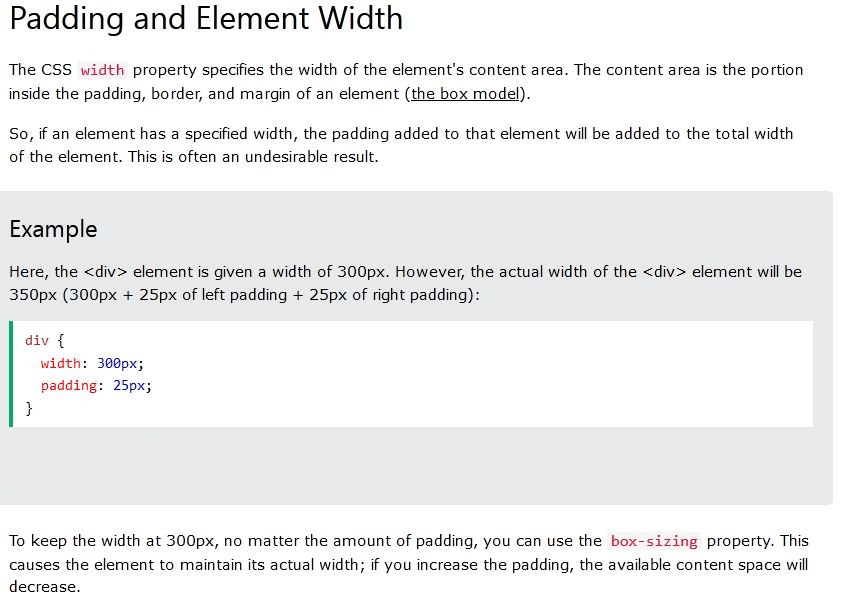 Padding and Element Width
The CSS width property specifies the width of the element's content area. The content area is the portion
inside the padding, border, and margin of an element (the box model).
So, if an element has a specified width, the padding added to that element will be added to the total width
of the element. This is often an undesirable result.
Example
Here, the <div> element is given a width of 300px. However, the actual width of the <div> element will be
350px (300px + 25px of left padding + 25px of right padding):
div {
  width: 300px;
  padding: 25px;
}
To keep the width at 300px, no matter the amount of padding, you can use the box-sizing property. This
causes the element to maintain its actual width; if you increase the padding, the available content space will
decrease.